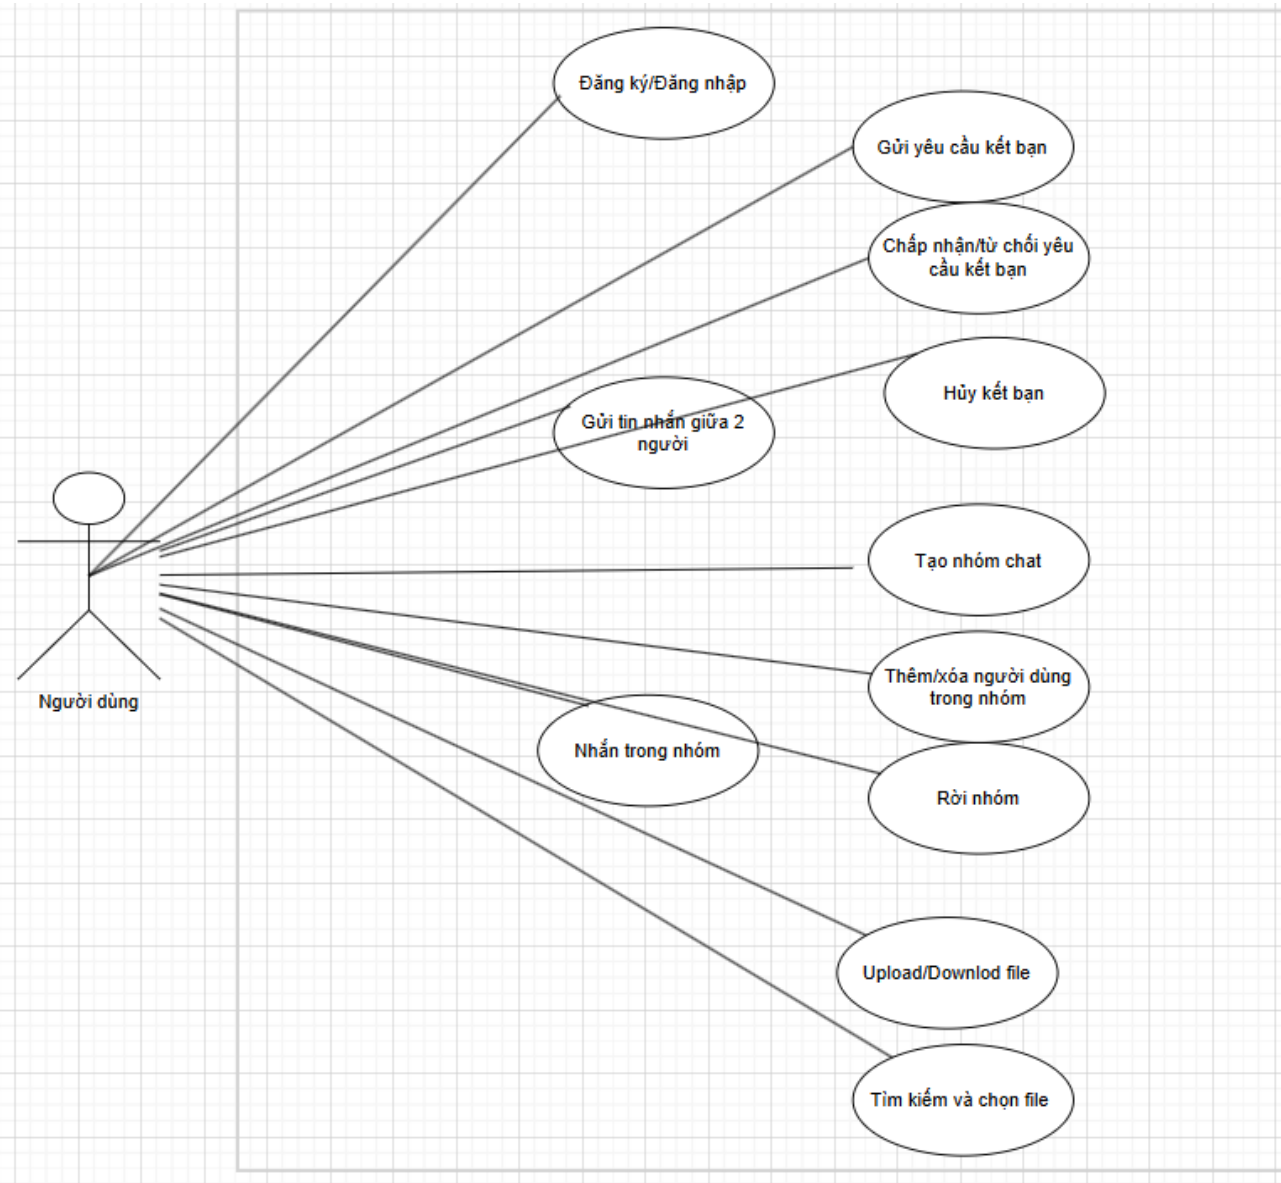 Đăng ký/Đăng nhập
Gửi yêu cầu kết bạn
Chấp nhận/từ chối yêu
cầu kết bạn
Hủy kết bạn
Gửi tin nhắn giữa 2
người
Tạo nhóm chat
Thêm/xóa người dùng
trong nhóm
Người dùng
Nhắn trong nhóm
Rời nhóm
Upload/Downlod file
Tìm kiếm và chọn file